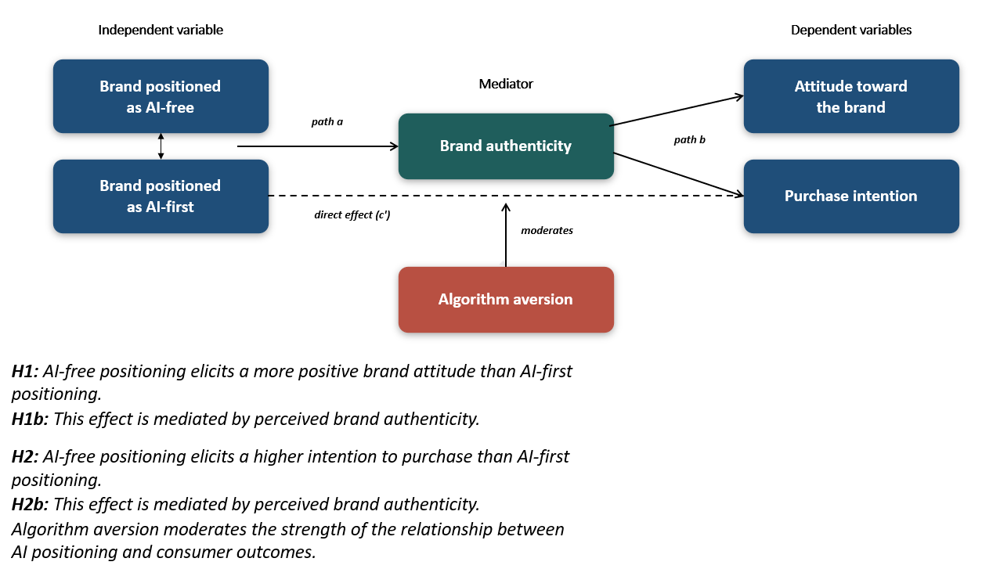 Independent variable
Dependent variables
Brand positioned
as AI-free
Mediator
Attitude toward
the brand
path a
Brand authenticity
path b
Brand positioned
as AI-first
Purchase intention
direct effect (c')
moderates
Algorithm aversion
H1: AI-free positioning elicits a more positive brand attitude than AI-first
positioning.
H1b: This effect is mediated by perceived brand authenticity.
H2: AI-free positioning elicits a higher intention to purchase than AI-first
positioning.
H2b: This effect is mediated by perceived brand authenticity.
Algorithm aversion moderates the strength of the relationship between
AI positioning and consumer outcomes.